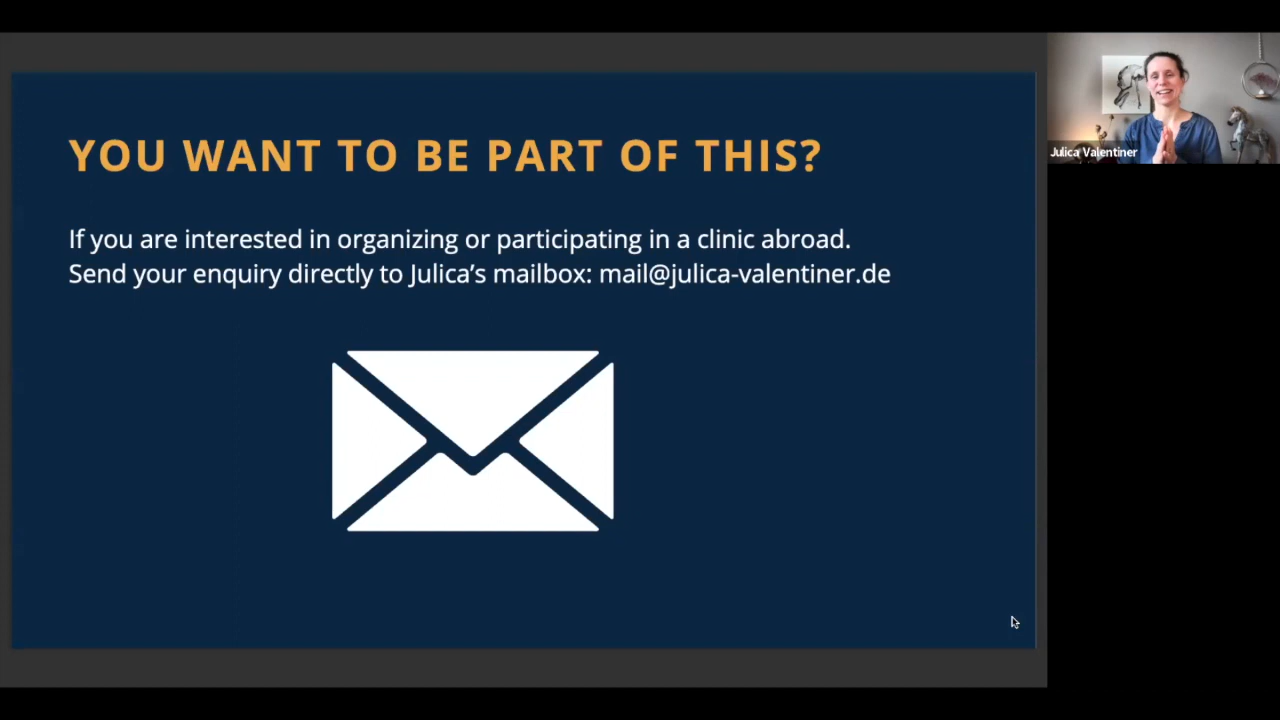 YOU WANT TO BE PART OF THIS?
If you are interested in organizing or participating in a clinic abroad.
Send your enquiry directly to Julica’s mailbox: mail@julica-valentiner.de
Julica Valentiner